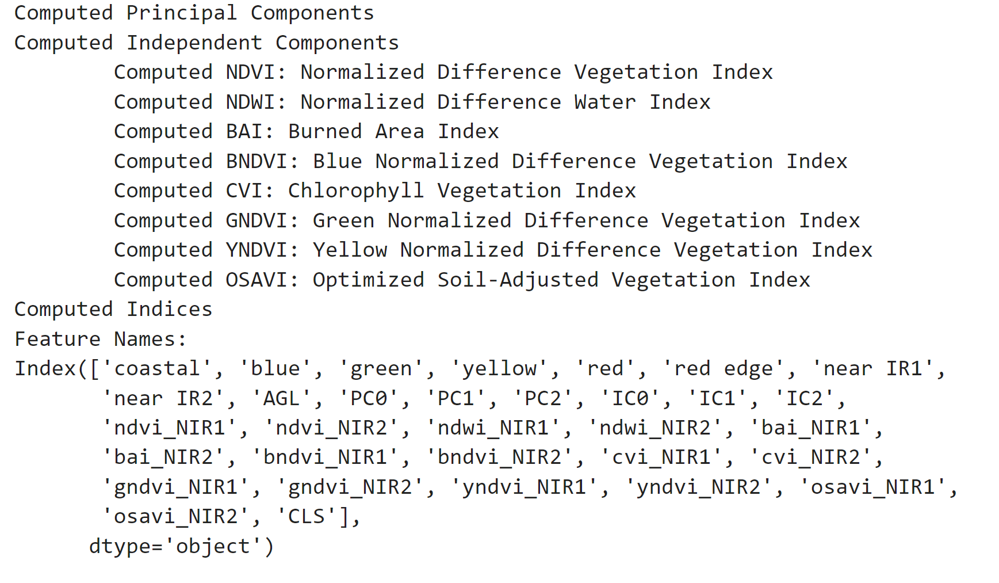 Computed Principal Components
Computed Independent Components
Computed NDVI: Normalized Difference Vegetation Index
Computed NDWI: Normalized Difference Water Index
Computed BAI: Burned Area Index
Computed BNDVI: Blue Normalized Difference Vegetation Index
Computed CVI: Chlorophyll Vegetation Index
Computed GNDVI: Green Normalized Difference Vegetation Index
Computed YNDVI: Yellow Normalized Difference Vegetation Index
Computed OSAVI: Optimized Soil-Adjusted Vegetation Index
Computed Indices
Feature Names:
Index(['coastal', 'blue', 'green', 'yellow', 'red', 'red edge', 'near IR1',
'near IR2', 'AGL', 'PC0', 'PC1', 'PC2', 'IC0', 'IC1', 'IC2',
'ndvi_NIR1', 'ndvi_NIR2', 'ndwi_NIR1', 'ndwi_NIR2', 'bai_NIR1',
'bai_NIR2', 'bndvi_NIR1', 'bndvi_NIR2', 'cvi_NIR1', 'cvi_NIR2',
'gndvi_NIR1', 'gndvi_NIR2', 'yndvi_NIR1', 'yndvi_NIR2', 'osavi_NIR1',
'osavi_NIR2', 'CLS'],
dtype='object')